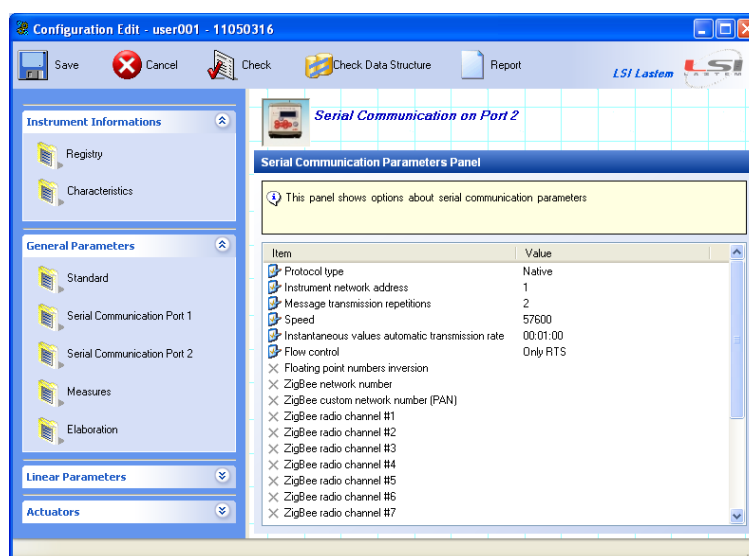 Configuration Edit - user001 - 11050316
Save Cancel Check Check Data Structure Report
LSI Lastem LSI LASTEM
Instrument Informations
Registry
Characteristics
General Parameters
Standard
Serial Communication Port 1
Serial Communication Port 2
Measures
Elaboration
Linear Parameters
Actuators
Serial Communication on Port 2
Serial Communication Parameters Panel
This panel shows options about serial communication parameters
Item Value
Protocol type Native
Instrument network address 1
Message transmission repetitions 2
Speed 57600
Instantaneous values automatic transmission rate 00:01:00
Flow control Only RTS
Floating point numbers inversion
ZigBee network number
ZigBee custom network number (PAN)
ZigBee radio channel #1
ZigBee radio channel #2
ZigBee radio channel #3
ZigBee radio channel #4
ZigBee radio channel #5
ZigBee radio channel #6
ZigBee radio channel #7